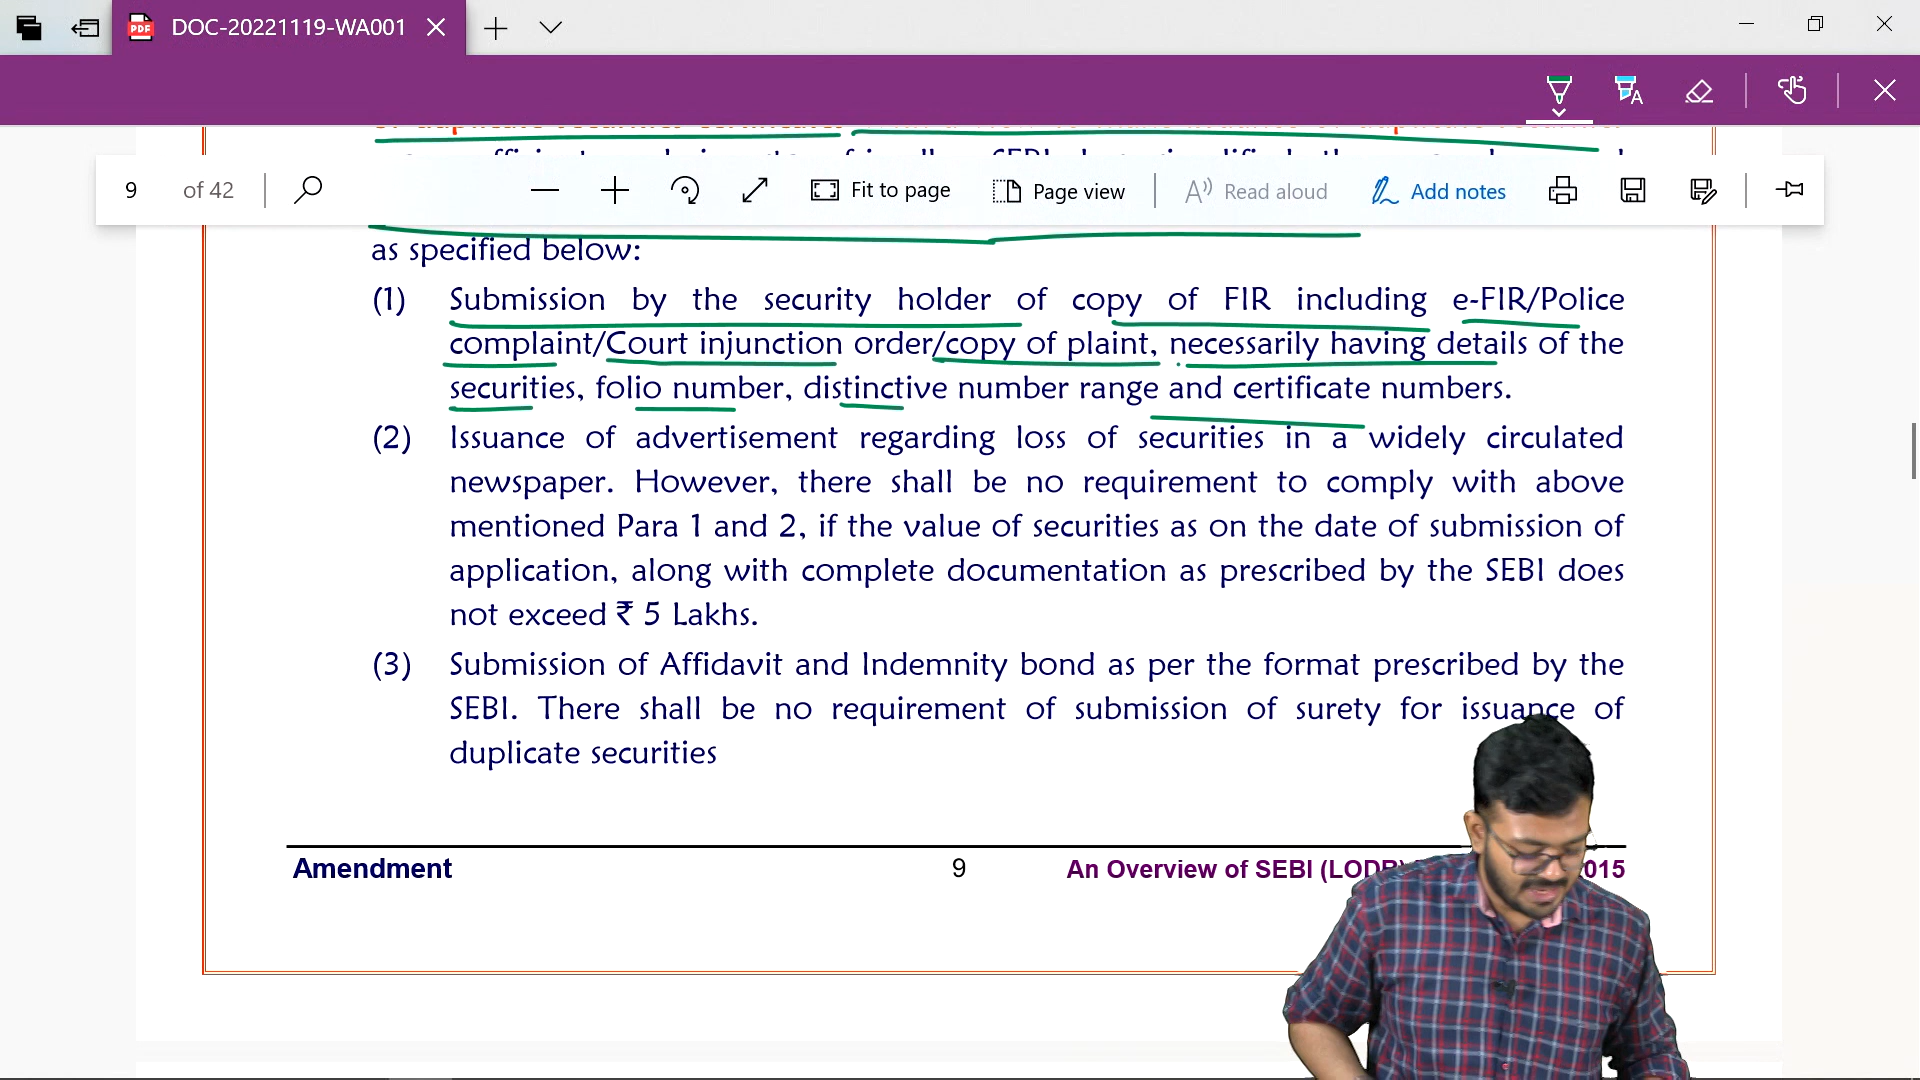 DOC-20221119-WA001
PDF
9 of 42
Fit to page
Page view
Read aloud
Add notes
as specified below:
(1) Submission by the security holder of copy of FIR including e-FIR/Police
complaint/Court injunction order/copy of plaint, necessarily having details of the
securities, folio number, distinctive number range and certificate numbers.
(2) Issuance of advertisement regarding loss of securities in a widely circulated
newspaper. However, there shall be no requirement to comply with above
mentioned Para 1 and 2, if the value of securities as on the date of submission of
application, along with complete documentation as prescribed by the SEBI does
not exceed ₹ 5 Lakhs.
(3) Submission of Affidavit and Indemnity bond as per the format prescribed by the
SEBI. There shall be no requirement of submission of surety for issuance of
duplicate securities
Amendment 9 An Overview of SEBI (LODR) 015